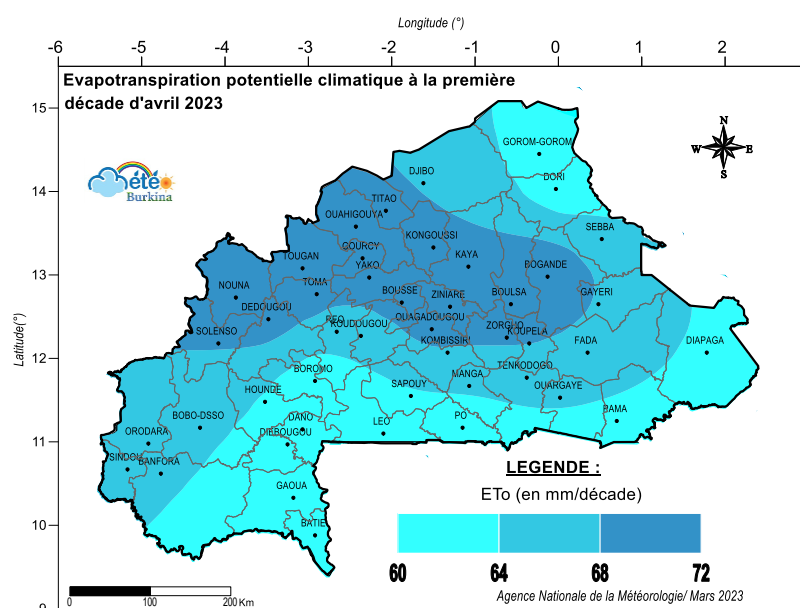 Longitude (°)
-6 -5 -4 -3 -2 -1 0 1 2
Evapotranspiration potentielle climatique à la première
décade d'avril 2023
15
N
GOROM-GOROM
W E
DJIBO
S
météo
Burkina
DORI
14
TITAO
OUAHIGOUYA
SEBBA
KONGOUSSI
GOURCY
TOUGAN
KAYA
YAKO
BOGANDE
13
NOUNA
TOMA
BOUSSE
ZINIARE
BOULSA
GAYERI
DEDOUGOU
OUAGADOUGOU
REO
KOUDOUGOU
ZORGHO
KOUPELA
SOLENSO
KOMBISSIRI
FADA
DIAPAGA
Latitude(°)
12
BOROMO
TENKODOGO
MANGA
SAPOUY
OUARGAYE
HOUNDE
BOBO-DSSO
DANO
LEO
PO
PAMA
ORODARA
DIEBOUGOU
11
SINDOU
BANFORA
LEGENDE :
GAOUA
ETo (en mm/décade)
10
BATIE
60 64 68 72
Agence Nationale de la Météorologie/ Mars 2023
0 100 200 Km
9